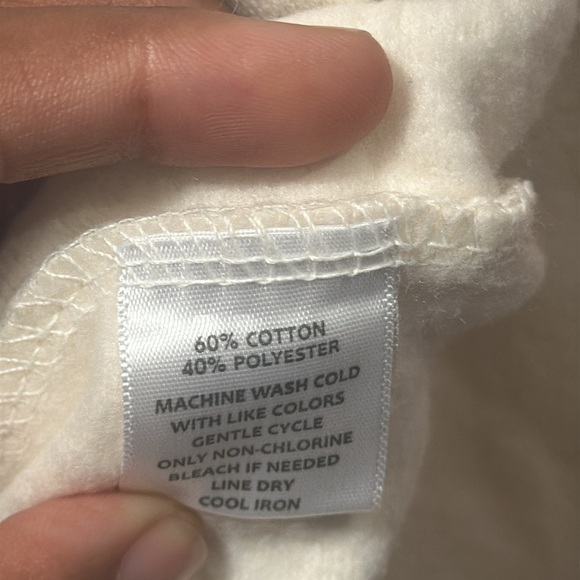 60% COTTON
40% POLYESTER
MACHINE WASH COLD
WITH LIKE COLORS
GENTLE CYCLE
ONLY NON-CHLORINE
BLEACH IF NEEDED
LINE DRY
COOL IRON